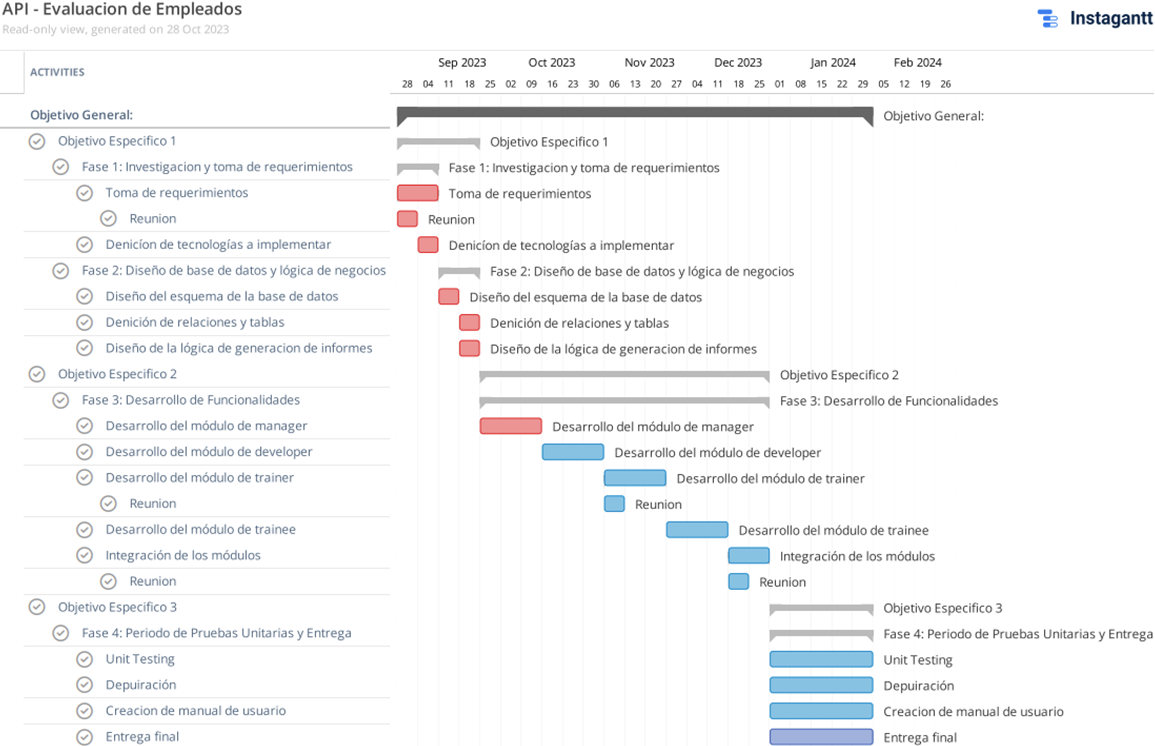 API - Evaluacion de Empleados
Read-only view, generated on 28 Oct 2023
Instagantt
ACTIVITIES
Sep 2023 Oct 2023 Nov 2023 Dec 2023 Jan 2024 Feb 2024
28 04 11 18 25 02 09 16 23 30 06 13 20 27 04 11 18 25 01 08 15 22 29 05 12 19 26
Objetivo General: Objetivo General:
Objetivo Especifico 1 Objetivo Especifico 1
Fase 1: Investigacion y toma de requerimientos Fase 1: Investigacion y toma de requerimientos
Toma de requerimientos Toma de requerimientos
Reunion Reunion
Denicíon de tecnologías a implementar Denicíon de tecnologías a implementar
Fase 2: Diseño de base de datos y lógica de negocios Fase 2: Diseño de base de datos y lógica de negocios
Diseño del esquema de la base de datos Diseño del esquema de la base de datos
Denición de relaciones y tablas Denición de relaciones y tablas
Diseño de la lógica de generacion de informes Diseño de la lógica de generacion de informes
Objetivo Especifico 2 Objetivo Especifico 2
Fase 3: Desarrollo de Funcionalidades Fase 3: Desarrollo de Funcionalidades
Desarrollo del módulo de manager Desarrollo del módulo de manager
Desarrollo del módulo de developer Desarrollo del módulo de developer
Desarrollo del módulo de trainer Desarrollo del módulo de trainer
Reunion Reunion
Desarrollo del módulo de trainee Desarrollo del módulo de trainee
Integración de los módulos Integración de los módulos
Reunion Reunion
Objetivo Especifico 3 Objetivo Especifico 3
Fase 4: Periodo de Pruebas Unitarias y Entrega Fase 4: Periodo de Pruebas Unitarias y Entrega
Unit Testing Unit Testing
Depuiración Depuiración
Creacion de manual de usuario Creacion de manual de usuario
Entrega final Entrega final